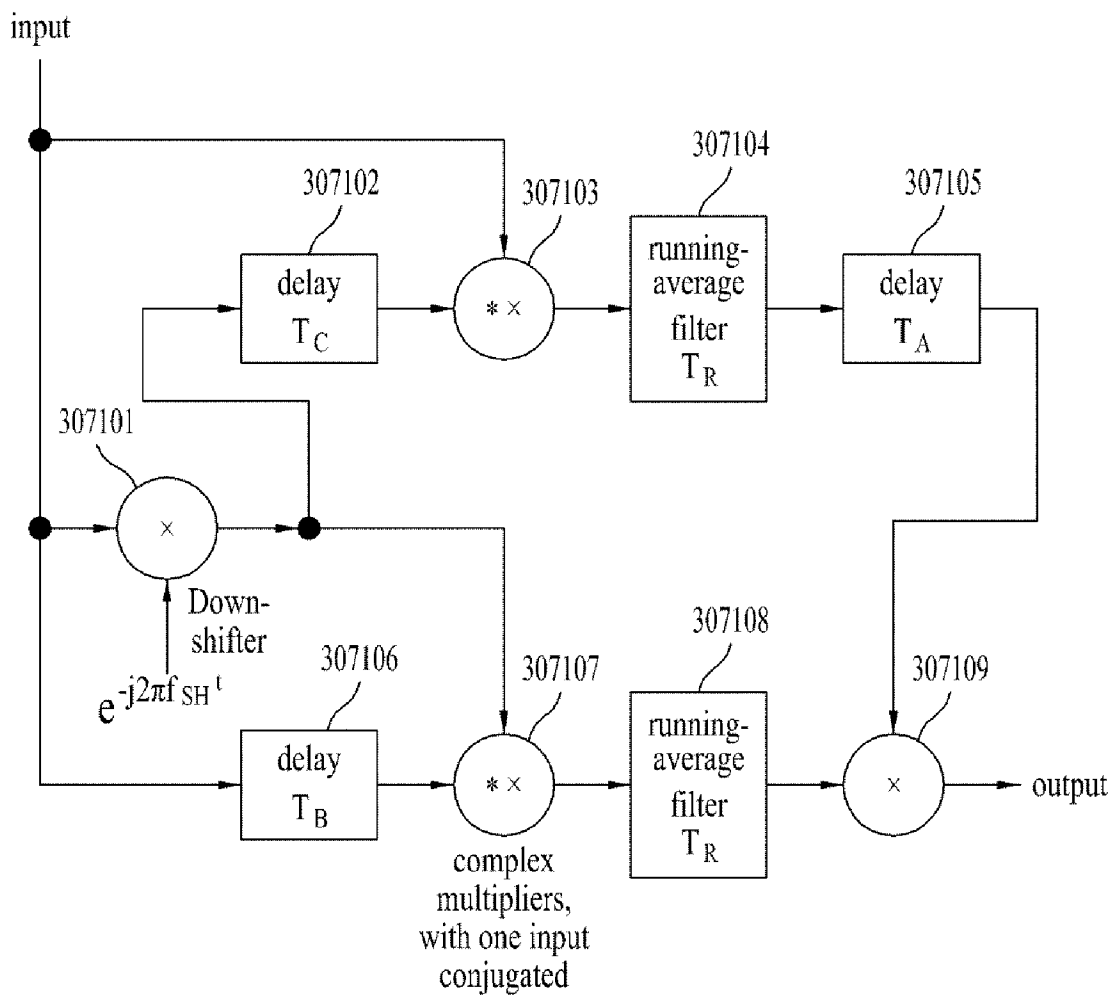 input
307102
delay
T_C
307103
* ×
307104
running-
average
filter
T_R
307105
delay
T_A
307101
×
Down-
shifter
e^-j2πf_SH t
307106
delay
T_B
307107
* ×
complex
multipliers,
with one input
conjugated
307108
running-
average
filter
T_R
307109
×
output